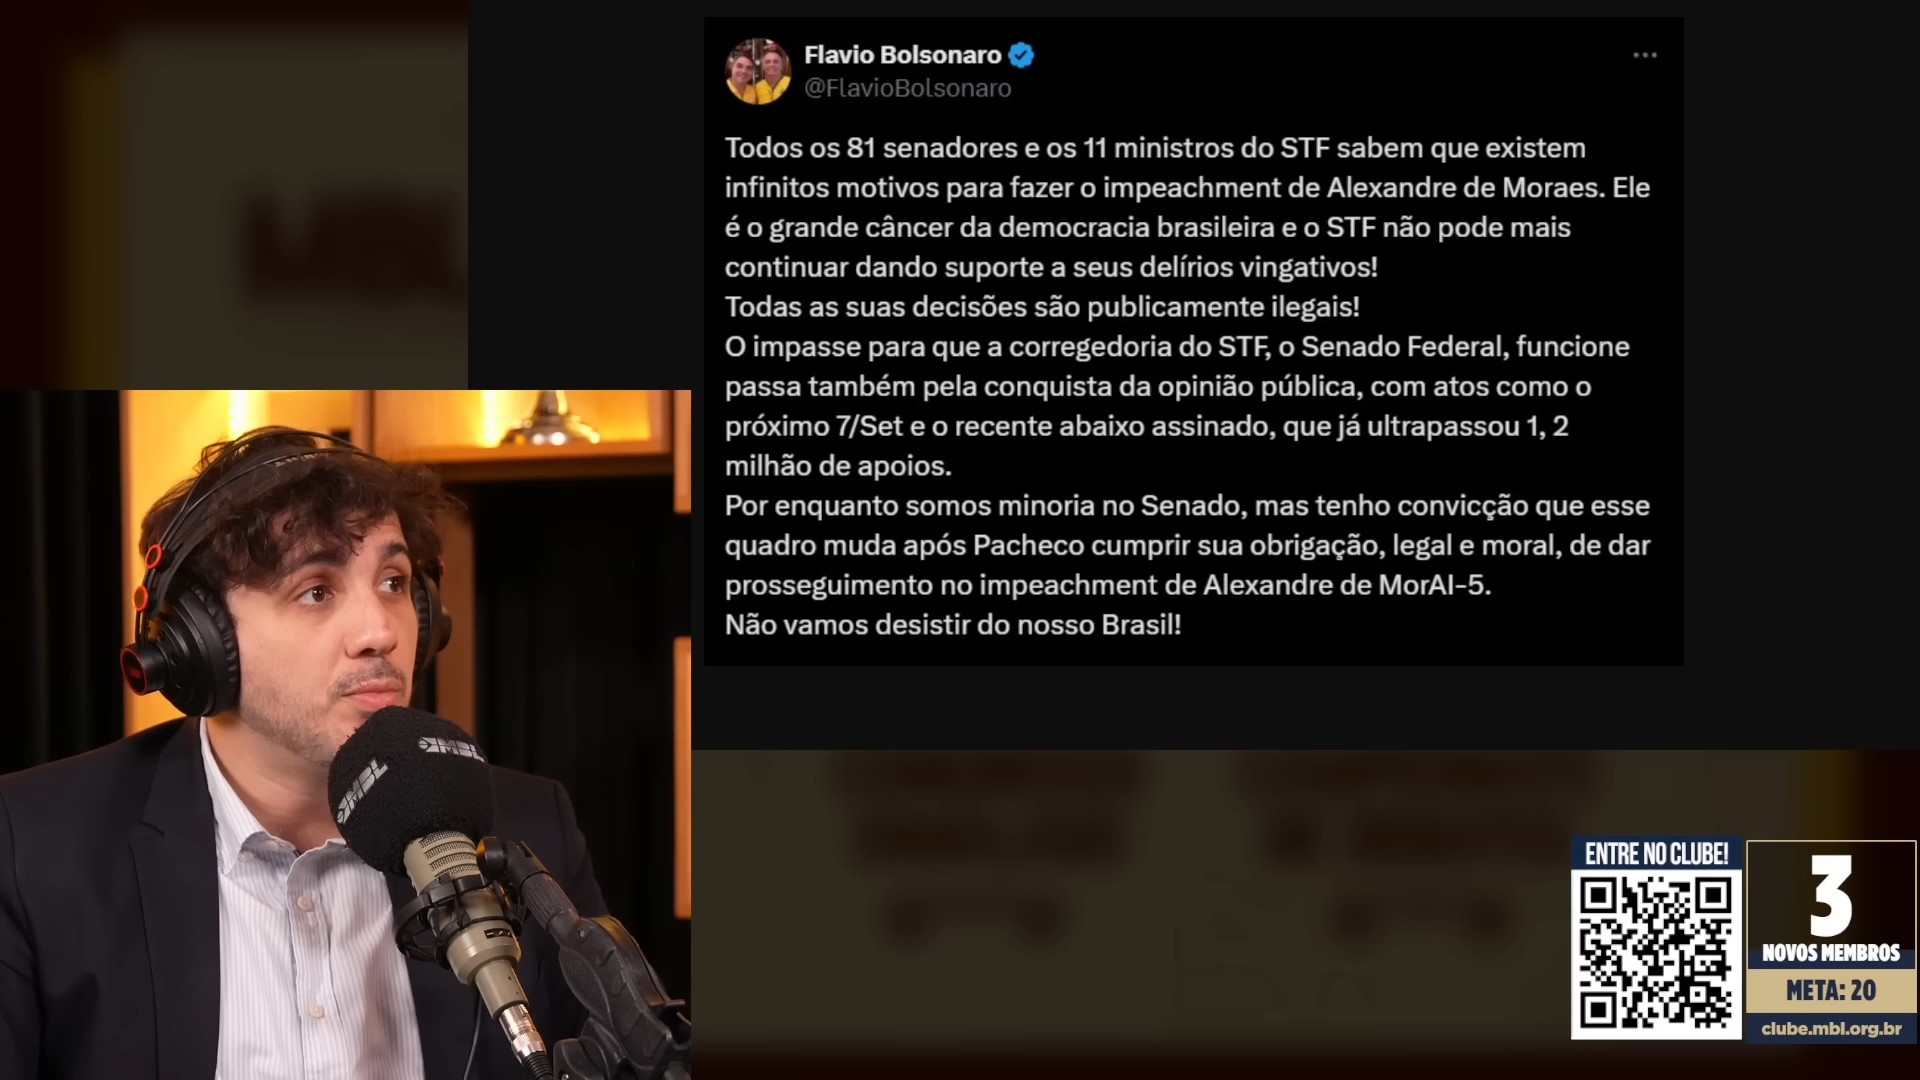 Flavio Bolsonaro
@FlavioBolsonaro
Todos os 81 senadores e os 11 ministros do STF sabem que existem
infinitos motivos para fazer o impeachment de Alexandre de Moraes. Ele
é o grande câncer da democracia brasileira e o STF não pode mais
continuar dando suporte a seus delírios vingativos!
Todas as suas decisões são publicamente ilegais!
O impasse para que a corregedoria do STF, o Senado Federal, funcione
passa também pela conquista da opinião pública, com atos como o
próximo 7/Set e o recente abaixo assinado, que já ultrapassou 1, 2
milhão de apoios.
Por enquanto somos minoria no Senado, mas tenho convicção que esse
quadro muda após Pacheco cumprir sua obrigação, legal e moral, de dar
prosseguimento no impeachment de Alexandre de MorAI-5.
Não vamos desistir do nosso Brasil!
MBL
MBL
ENTRE NO CLUBE!
3
NOVOS MEMBROS
META: 20
clube.mbl.org.br